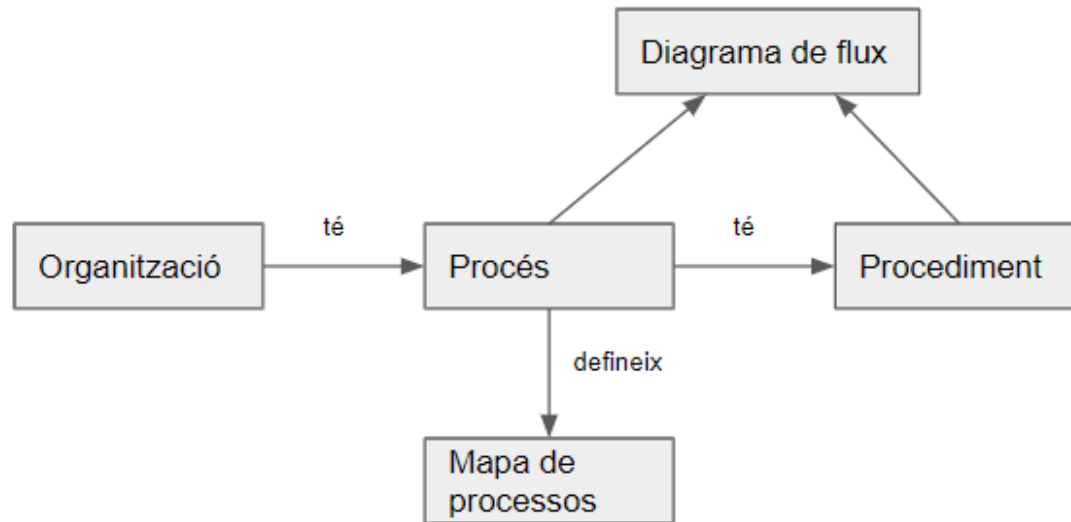 Diagrama de flux
té
té
Organització
Procés
Procediment
defineix
Mapa de
processos